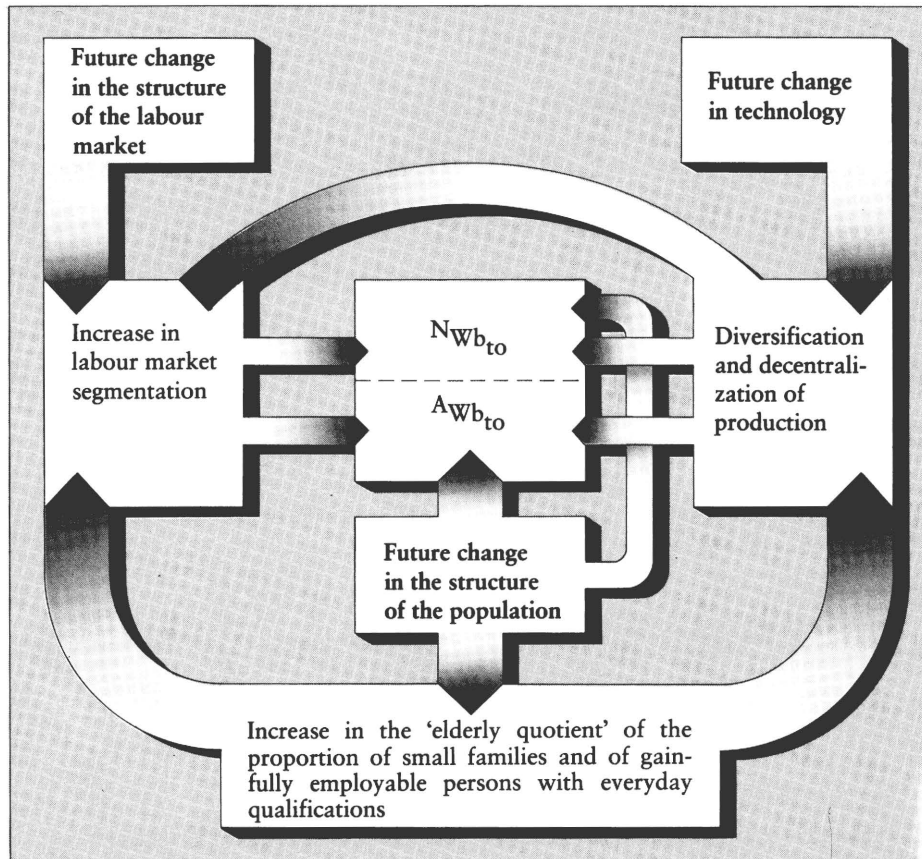 Future change
in the structure
of the labour
market
Future change
in technology
Increase in
labour market
segmentation
NWbto
AWbto
Diversification
and decentrali-
zation of
production
Future change
in the structure
of the population
Increase in the ‘elderly quotient’ of the
proportion of small families and of gain-
fully employable persons with everyday
qualifications